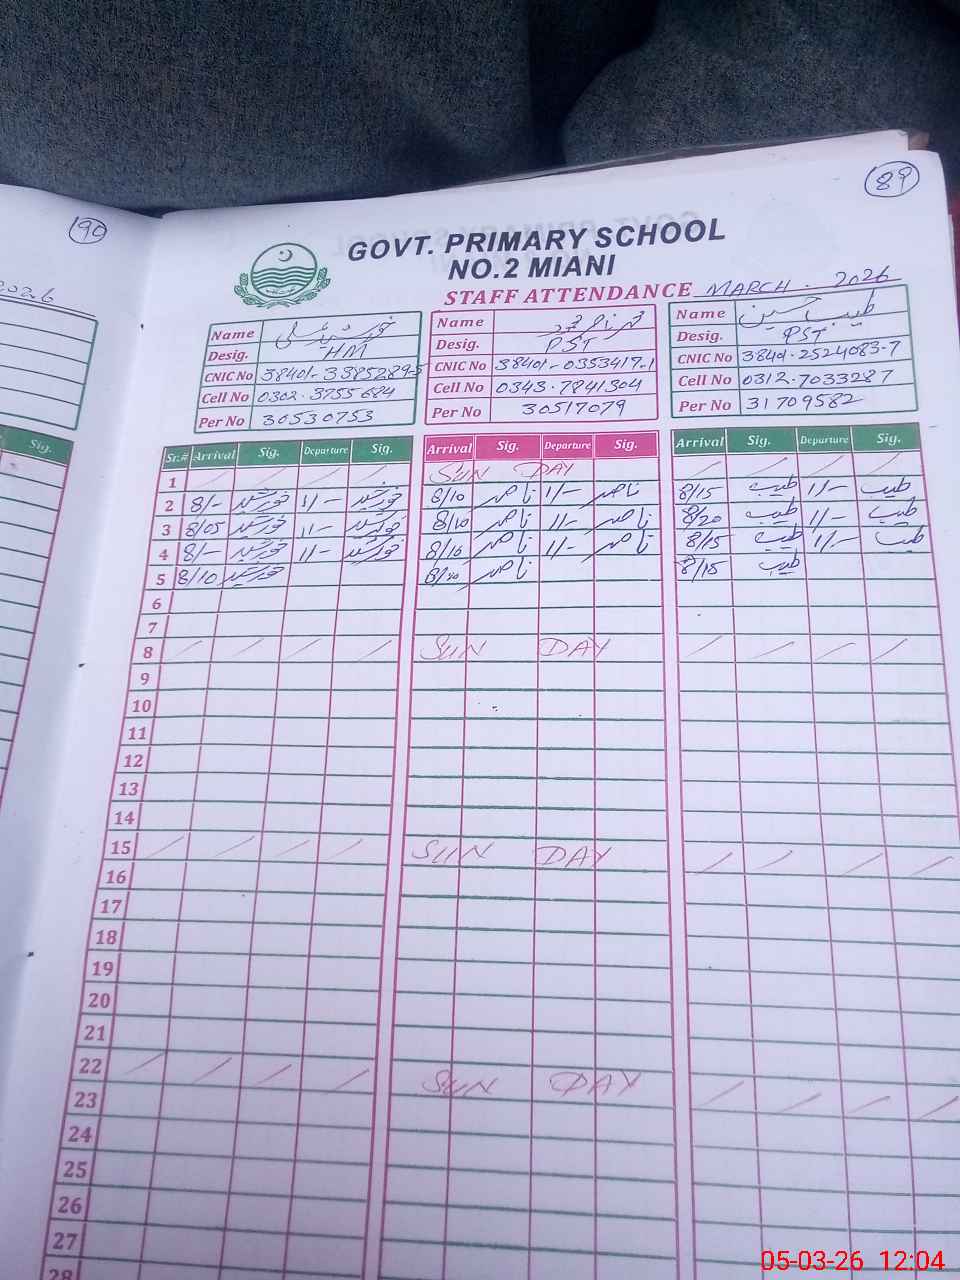 89
190
2026
GOVT. PRIMARY SCHOOL
NO.2 MIANI
STAFF ATTENDANCE MARCH . 2026
Name
Desig. HM
CNIC No 38401-3385289-5
Cell No 0302.3755684
Per No 30530753
Name
Desig. PST
CNIC No 38401-0353417-1
Cell No 0343.7841304
Per No 30517079
Name طیب حسین
Desig. PST
CNIC No 38401.2524083-7
Cell No 0312.7033287
Per No 31709582
Sig.
Sr.# Arrival Sig. Departure Sig. Arrival Sig. Departure Sig. Arrival Sig. Departure Sig.
1 SUN DAY
2 8/- خورشید 1/- خورشید 8/10 ناصر 1/- ناصر 8/15 طیب 1/- طیب
3 8/05 خورشید 1/- خورشید 8/10 ناصر 1/- ناصر 8/20 طیب 1/- طیب
4 8/- خورشید 1/- خورشید 8/10 ناصر 1/- ناصر 8/15 طیب 1/- طیب
5 8/10 خورشید ناصر 8/15 طیب
6
7
8 SUN DAY
9
10
11
12
13
14
15 SUN DAY
16
17
18
19
20
21
22 SUN DAY
23
24
25
26
27
28
05-03-26 12:04